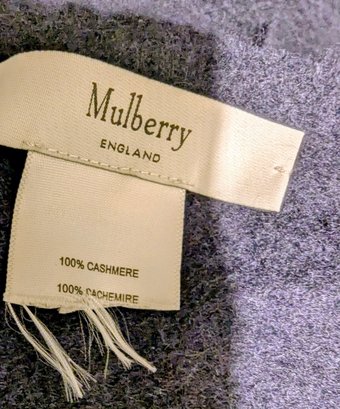 Mulberry
ENGLAND
100% CASHMERE
100% CACHEMIRE